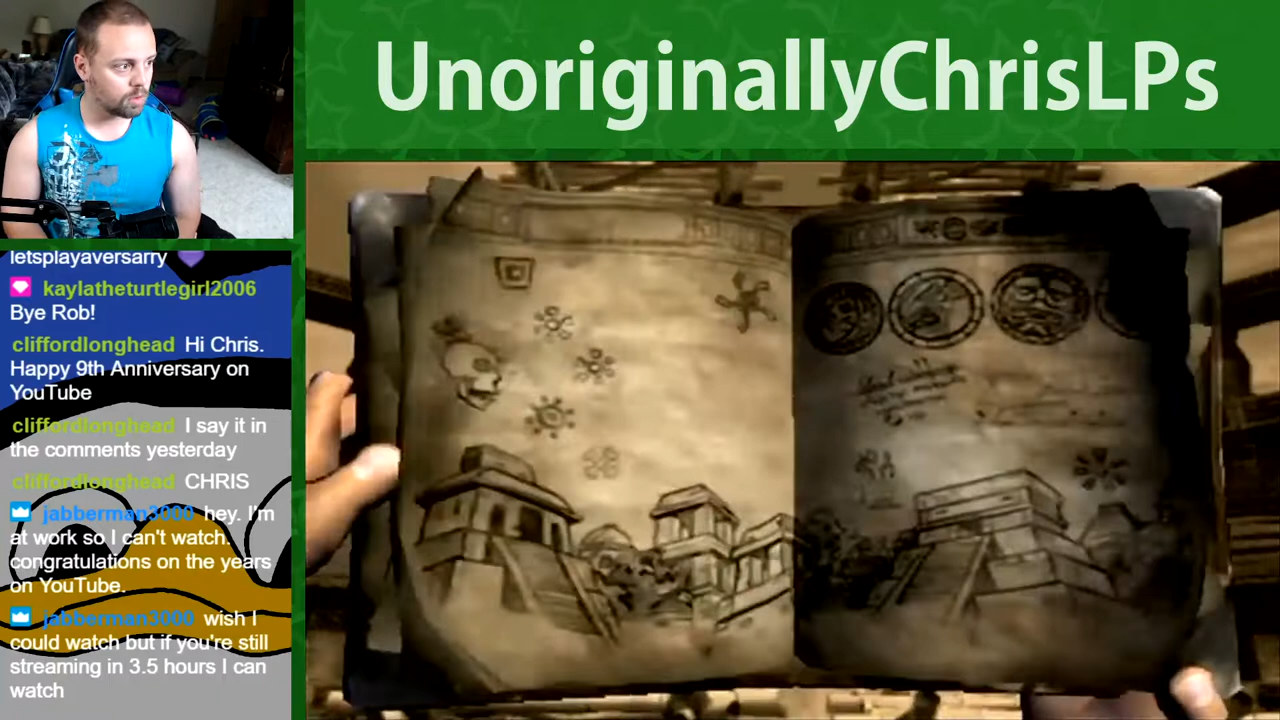 UnoriginallyChrisLPs
letsplayaversarry
kaylatheturtlegirl2006
Bye Rob!
cliffordlonghead Hi Chris.
Happy 9th Anniversary on
YouTube
cliffordlonghead I say it in
the comments yesterday
cliffordlonghead CHRIS
jabberman3000 hey. I'm
at work so I can't watch.
congratulations on the years
on YouTube.
jabberman3000 wish I
could watch but if you're still
streaming in 3.5 hours I can
watch